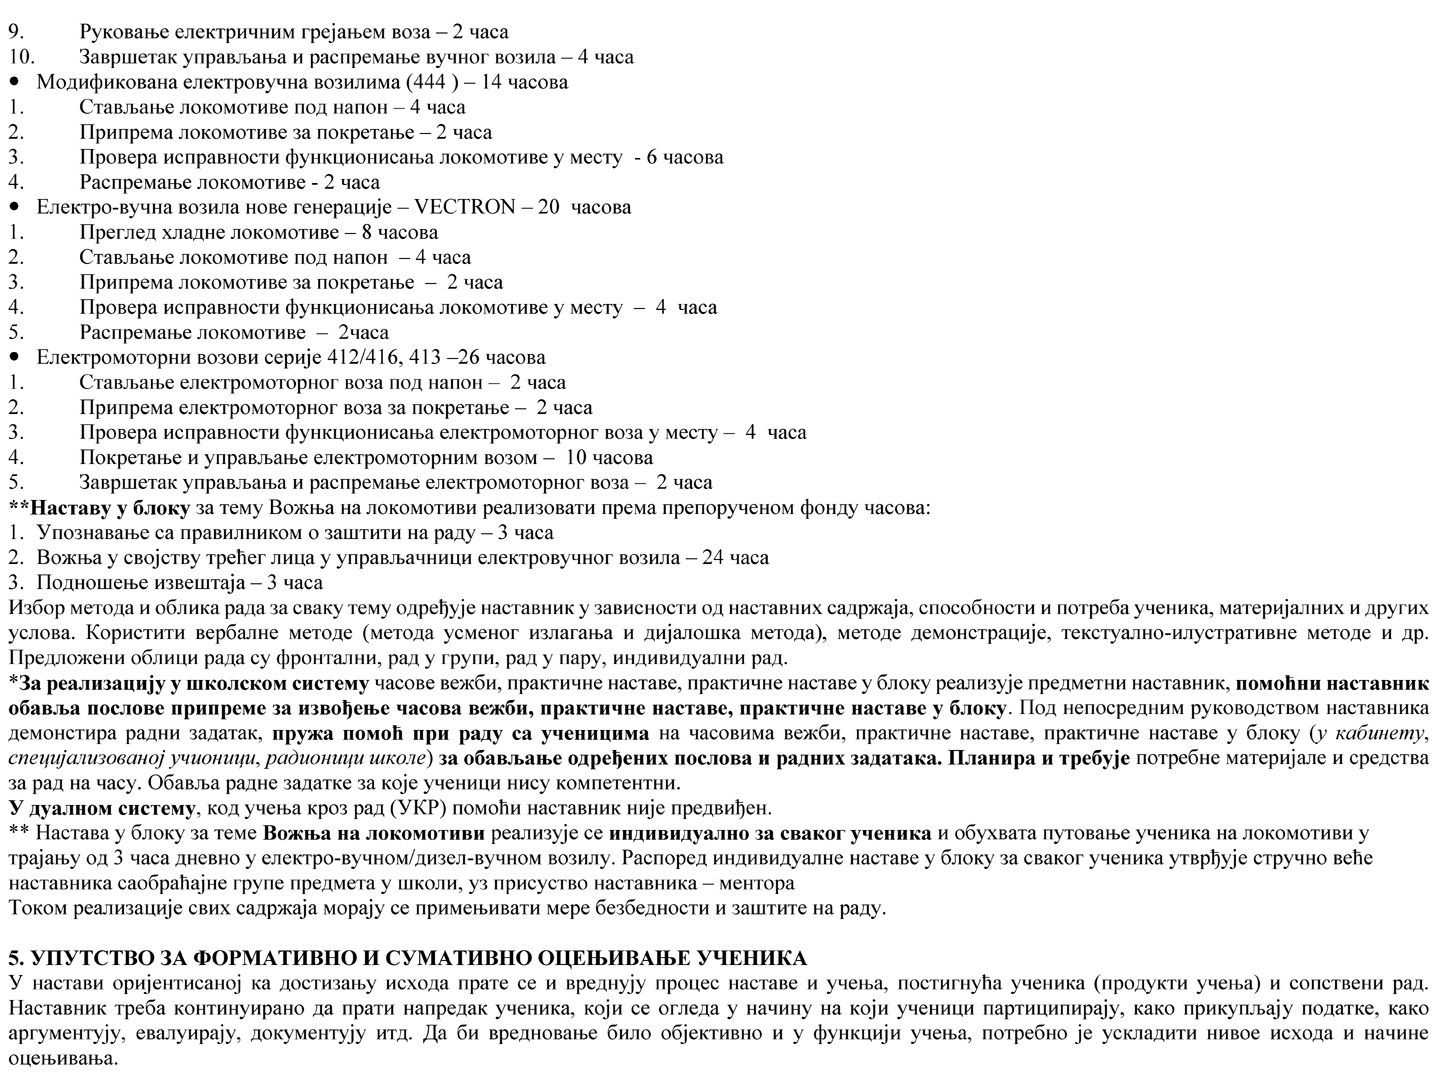 9. Руковање електричним грејањем воза – 2 часа
10. Завршетак управљања и распремање вучног возила – 4 часа
• Модификована електровучна возилима (444 ) – 14 часова
1. Стављање локомотиве под напон – 4 часа
2. Припрема локомотиве за покретање – 2 часа
3. Провера исправности функционисања локомотиве у месту - 6 часова
4. Распремање локомотиве - 2 часа
• Електро-вучна возила нове генерације – VECTRON – 20 часова
1. Преглед хладне локомотиве – 8 часова
2. Стављање локомотиве под напон – 4 часа
3. Припрема локомотиве за покретање – 2 часа
4. Провера исправности функционисања локомотиве у месту – 4 часа
5. Распремање локомотиве – 2часа
• Електромоторни возови серије 412/416, 413 –26 часова
1. Стављање електромоторног воза под напон – 2 часа
2. Припрема електромоторног воза за покретање – 2 часа
3. Провера исправности функционисања електромоторног воза у месту – 4 часа
4. Покретање и управљање електромоторним возом – 10 часова
5. Завршетак управљања и распремање електромоторног воза – 2 часа
**Наставу у блоку за тему Вожња на локомотиви реализовати према препорученом фонду часова:
1. Упознавање са правилником о заштити на раду – 3 часа
2. Вожња у својству трећег лица у управљачници електровучног возила – 24 часа
3. Подношење извештаја – 3 часа
Избор метода и облика рада за сваку тему одређује наставник у зависности од наставних садржаја, способности и потреба ученика, материјалних и других
услова. Користити вербалне методе (метода усменог излагања и дијалошка метода), методе демонстрације, текстуално-илустративне методе и др.
Предложени облици рада су фронтални, рад у групи, рад у пару, индивидуални рад.
*За реализацију у школском систему часове вежби, практичне наставе, практичне наставе у блоку реализује предметни наставник, помоћни наставник
обавља послове припреме за извођење часова вежби, практичне наставе, практичне наставе у блоку. Под непосредним руководством наставника
демонстира радни задатак, пружа помоћ при раду са ученицима на часовима вежби, практичне наставе, практичне наставе у блоку (у кабинету,
специјализованој учионици, радионици школе) за обављање одређених послова и радних задатака. Планира и требује потребне материјале и средства
за рад на часу. Обавља радне задатке за које ученици нису компетентни.
У дуалном систему, код учења кроз рад (УКР) помоћи наставник није предвиђен.
** Настава у блоку за теме Вожња на локомотиви реализује се индивидуално за сваког ученика и обухвата путовање ученика на локомотиви у
трајању од 3 часа дневно у електро-вучном/дизел-вучном возилу. Распоред индивидуалне наставе у блоку за сваког ученика утврђује стручно веће
наставника саобраћајне групе предмета у школи, уз присуство наставника – ментора
Током реализације свих садржаја морају се примењивати мере безбедности и заштите на раду.
5. УПУТСТВО ЗА ФОРМАТИВНО И СУМАТИВНО ОЦЕЊИВАЊЕ УЧЕНИКА
У настави оријентисаној ка достизању исхода прате се и вреднују процес наставе и учења, постигнућа ученика (продукти учења) и сопствени рад.
Наставник треба континуирано да прати напредак ученика, који се огледа у начину на који ученици партиципирају, како прикупљају податке, како
аргументују, евалуирају, документују итд. Да би вредновање било објективно и у функцији учења, потребно је ускладити нивое исхода и начине
оцењивања.